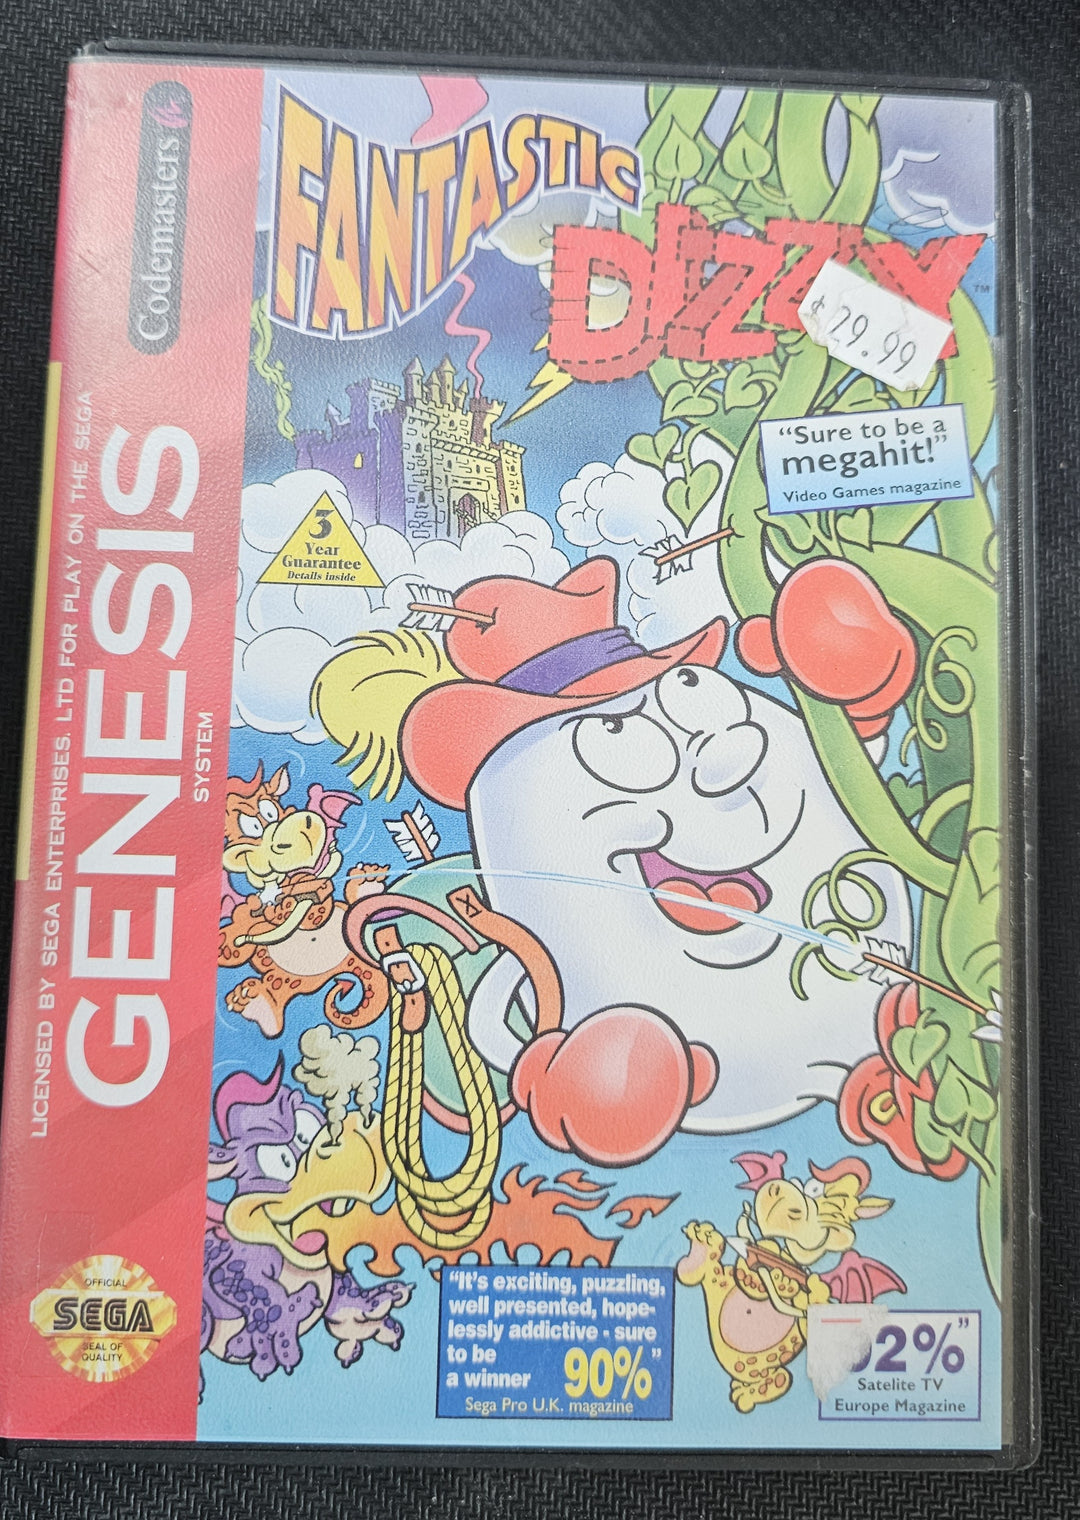 FANTASTIC
DIZZY
TM
29.99
"Sure to be a
megahit!"
Video Games magazine
3
Year
Guarantee
Details inside
Codemasters
LICENSED BY SEGA ENTERPRISES. LTD FOR PLAY ON THE SEGA
GENESIS
SYSTEM
OFFICIAL
SEGA
SEAL OF
QUALITY
"It's exciting, puzzling,
well presented, hope-
lessly addictive - sure
to be
a winner 90%"
Sega Pro U.K. magazine
2%"
Satelite TV
Europe Magazine